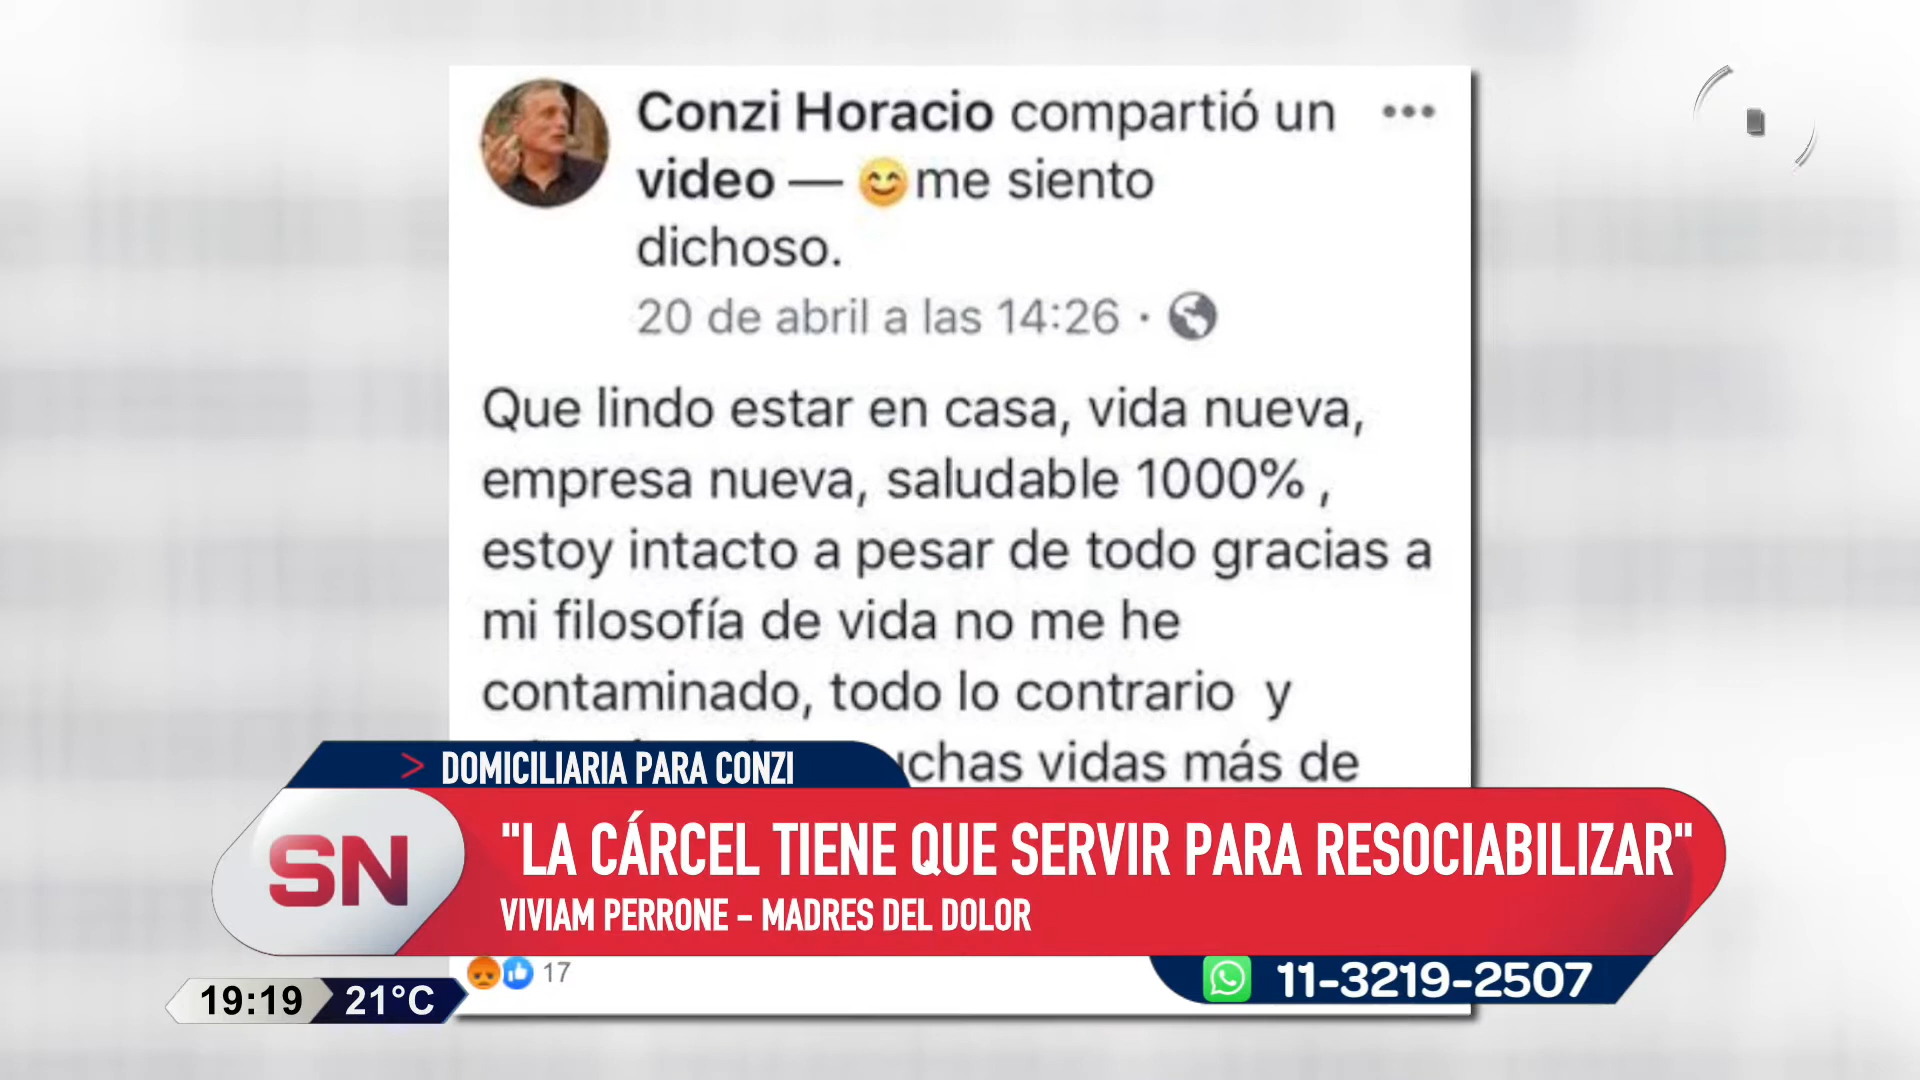 Conzi Horacio compartió un
video — 😊 me siento
dichoso.
20 de abril a las 14:26 ·
Que lindo estar en casa, vida nueva,
empresa nueva, saludable 1000% ,
estoy intacto a pesar de todo gracias a
mi filosofía de vida no me he
contaminado, todo lo contrario y
vidas más de
> DOMICILIARIA PARA CONZI
SN
"LA CÁRCEL TIENE QUE SERVIR PARA RESOCIABILIZAR"
VIVIAM PERRONE - MADRES DEL DOLOR
17
11-3219-2507
19:19
21°C